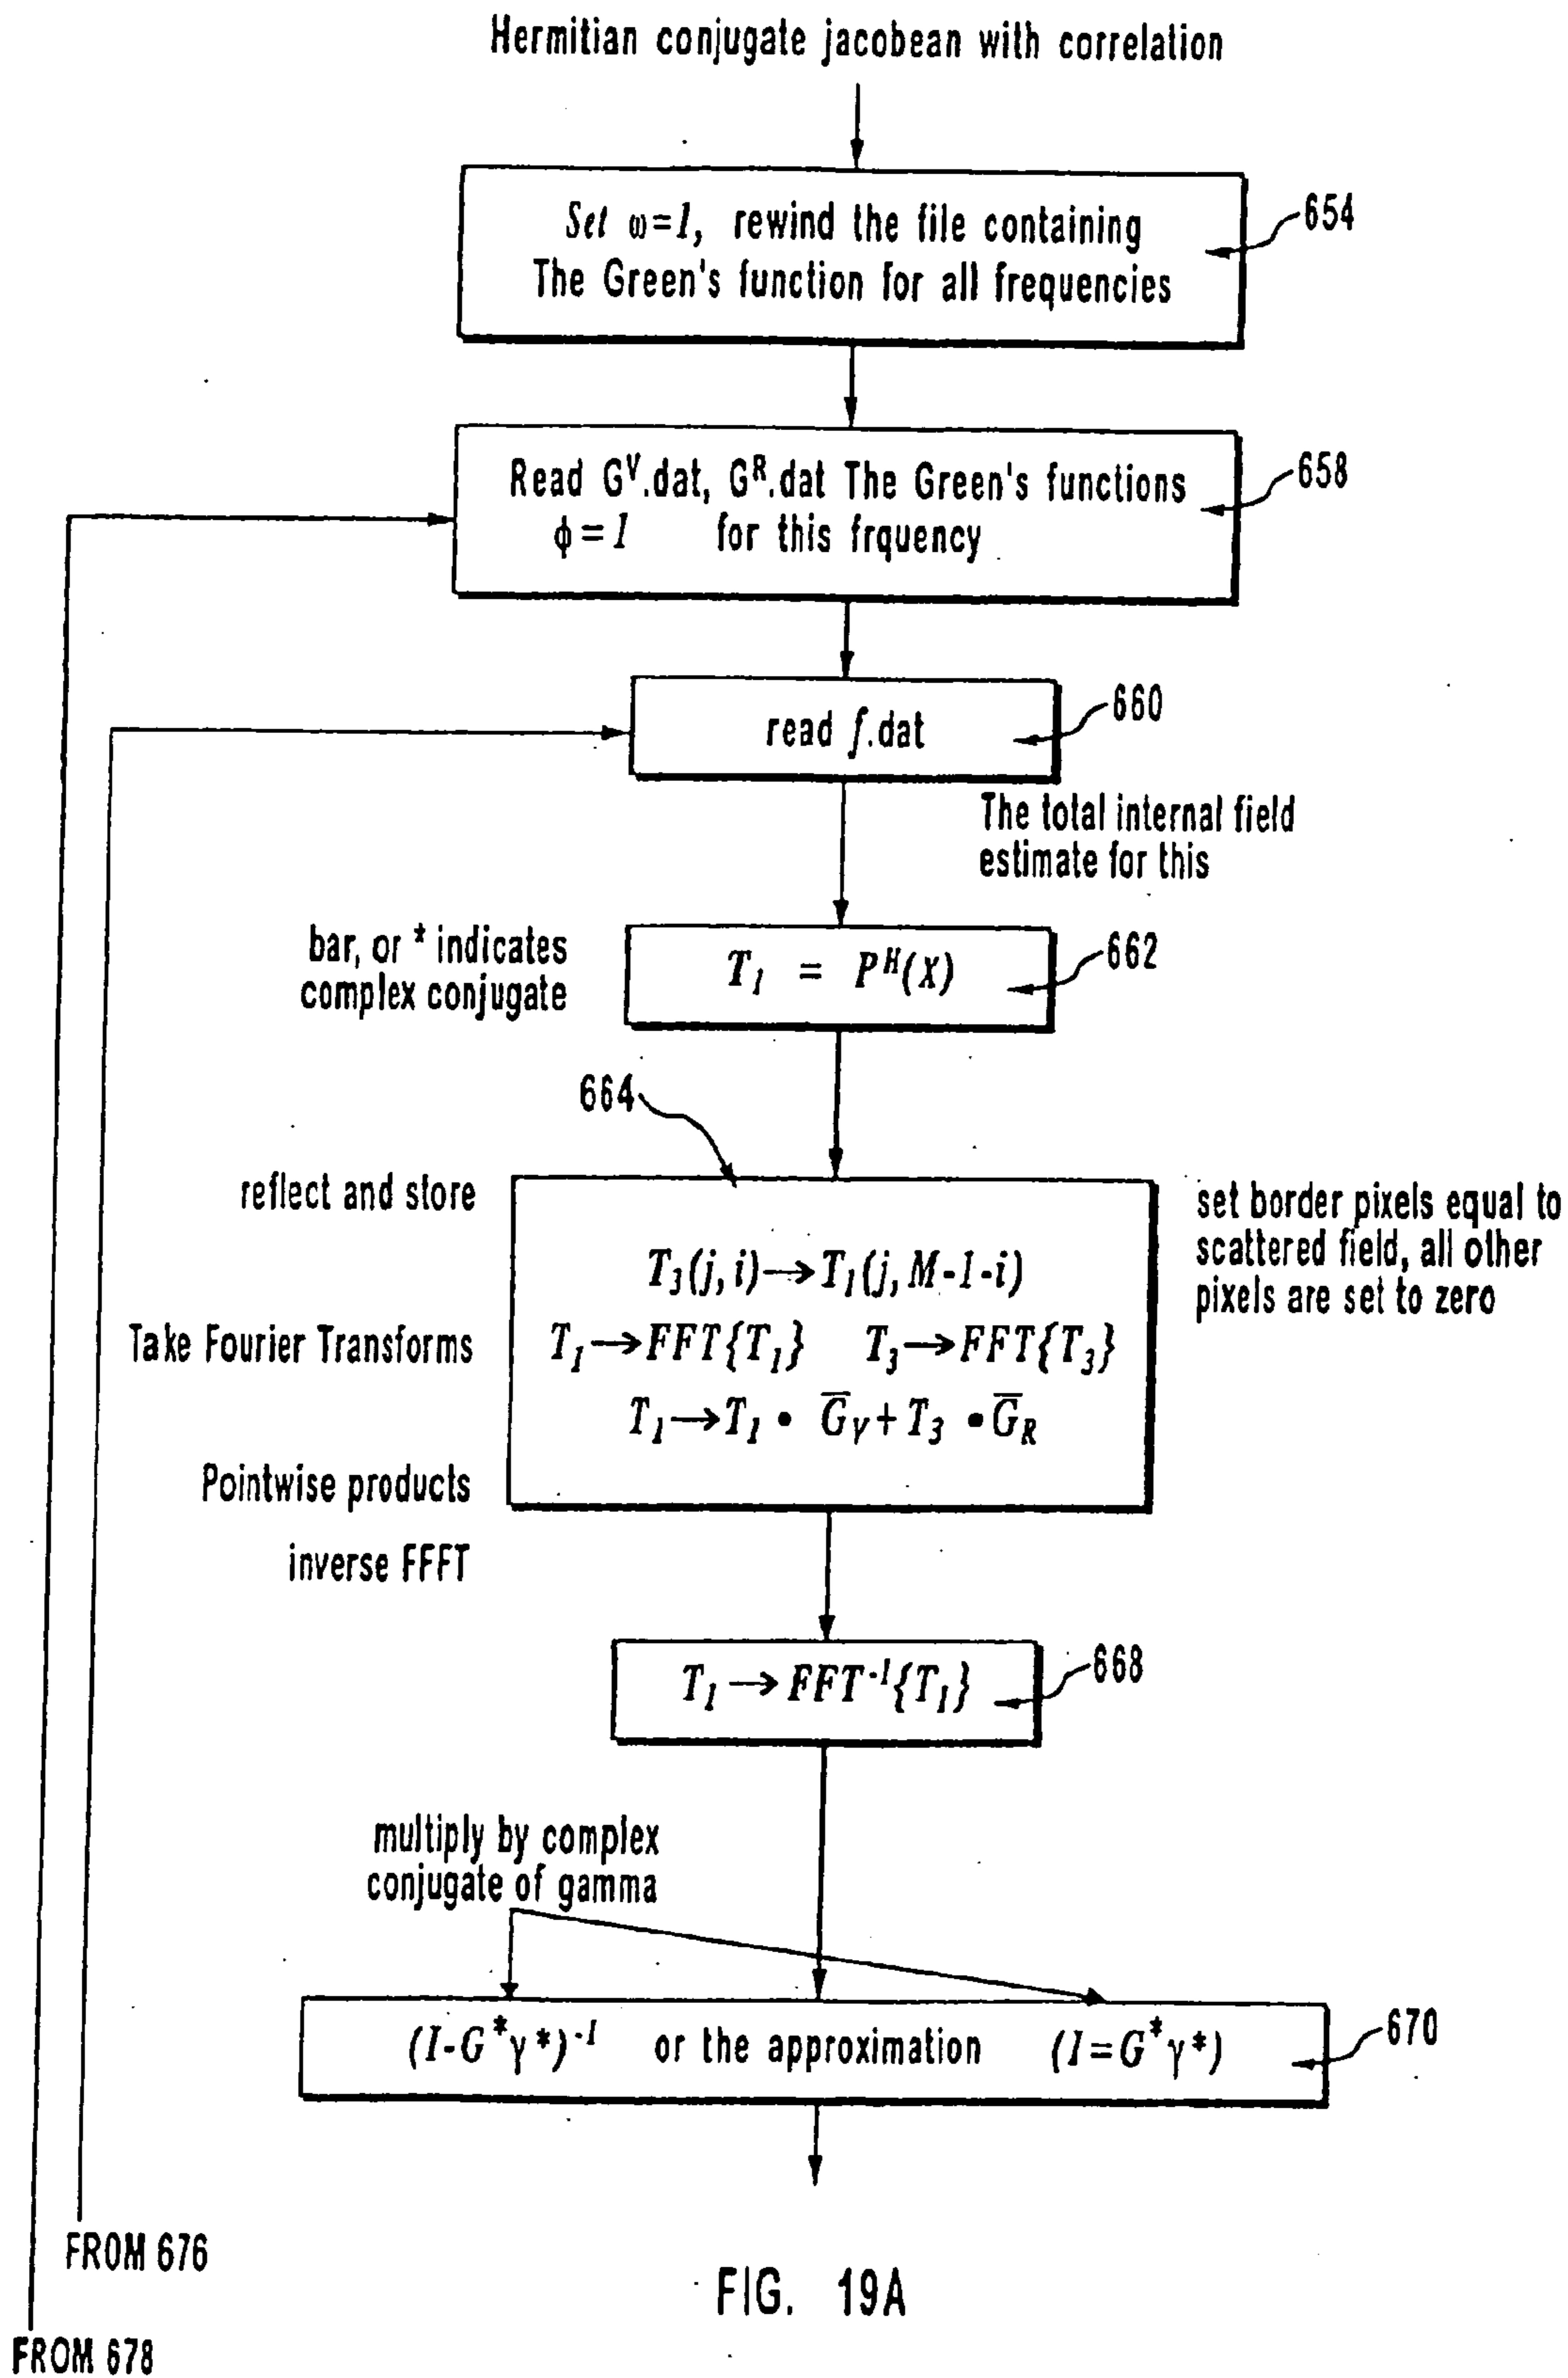 Hermitian conjugate jacobean with correlation
Set ω=1, rewind the file containing
The Green's function for all frequencies
654
Read Gⱽ.dat, Gᴿ.dat The Green's functions
ϕ=1 for this frquency
658
read f.dat
660
The total internal field
estimate for this
bar, or * indicates
complex conjugate
T₁ = Pᴴ(X)
662
664
reflect and store
set border pixels equal to
scattered field, all other
pixels are set to zero
T₃(j,i)→T₁(j,M-1-i)
Take Fourier Transforms
T₁→FFT{T₁} T₃→FFT{T₃}
T₁→T₁• G̅ᵧ+T₃ •G̅_R
Pointwise products
inverse FFFT
T₁→FFT⁻¹{T₁}
668
multiply by complex
conjugate of gamma
(I-G*γ*)⁻¹ or the approximation (I=G*γ*)
670
FROM 676
FIG. 19A
FROM 678